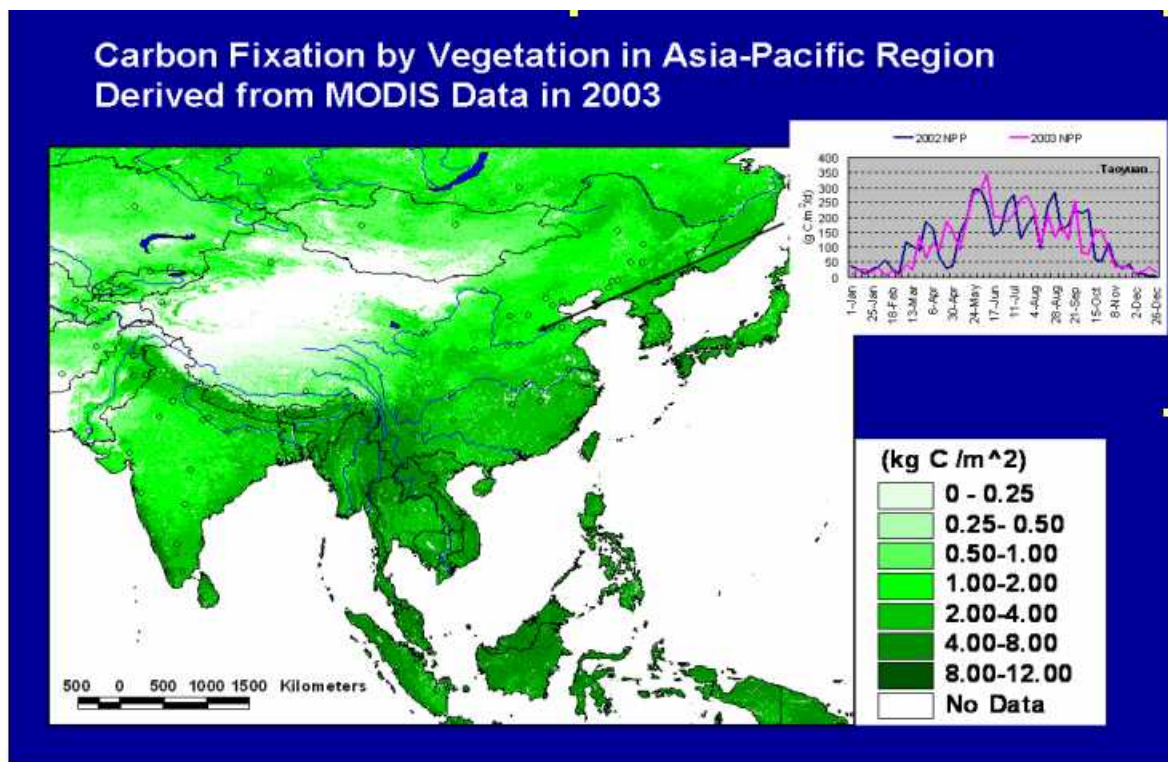 Carbon Fixation by Vegetation in Asia-Pacific Region
Derived from MODIS Data in 2003
2002 NPP
2003 NPP
Taoyuan
400
350
300
250
200
150
100
50
0
(g C/m²/d)
1-Jan
25-Jan
18-Feb
13-Mar
6-Apr
30-Apr
24-May
17-Jun
11-Jul
4-Aug
28-Aug
21-Sep
15-Oct
8-Nov
2-Dec
26-Dec
(kg C /m^2)
0 - 0.25
0.25- 0.50
0.50-1.00
1.00-2.00
2.00-4.00
4.00-8.00
8.00-12.00
No Data
500 0 500 1000 1500 Kilometers